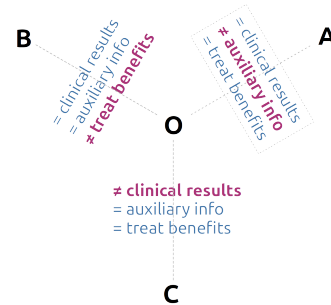 B
= clinical results
= auxiliary info
≠ treat benefits
A
= clinical results
≠ auxiliary info
= treat benefits
O
≠ clinical results
= auxiliary info
= treat benefits
C